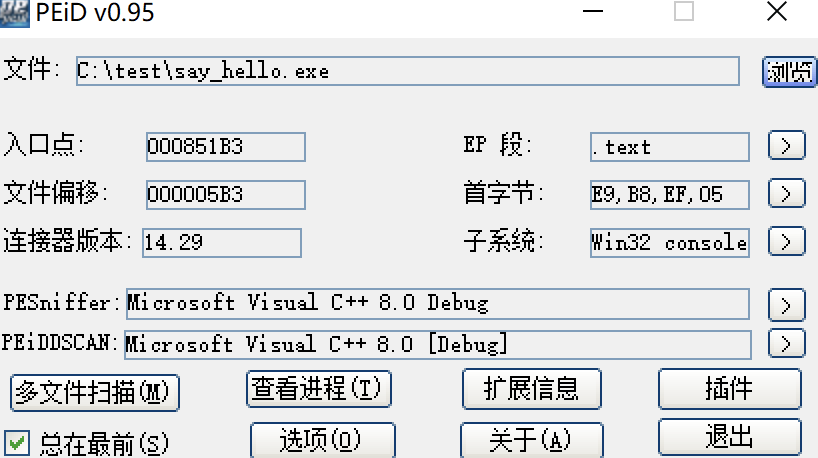 PEiD v0.95
文件: C:\test\say_hello.exe 浏览
入口点: 000851B3 EP 段: .text >
文件偏移: 000005B3 首字节: E9,B8,EF,05 >
连接器版本: 14.29 子系统: Win32 console >
PESniffer: Microsoft Visual C++ 8.0 Debug >
PEiDDSCAN: Microsoft Visual C++ 8.0 [Debug] >
多文件扫描(M) 查看进程(T) 扩展信息 插件
总在最前(S) 选项(O) 关于(A) 退出